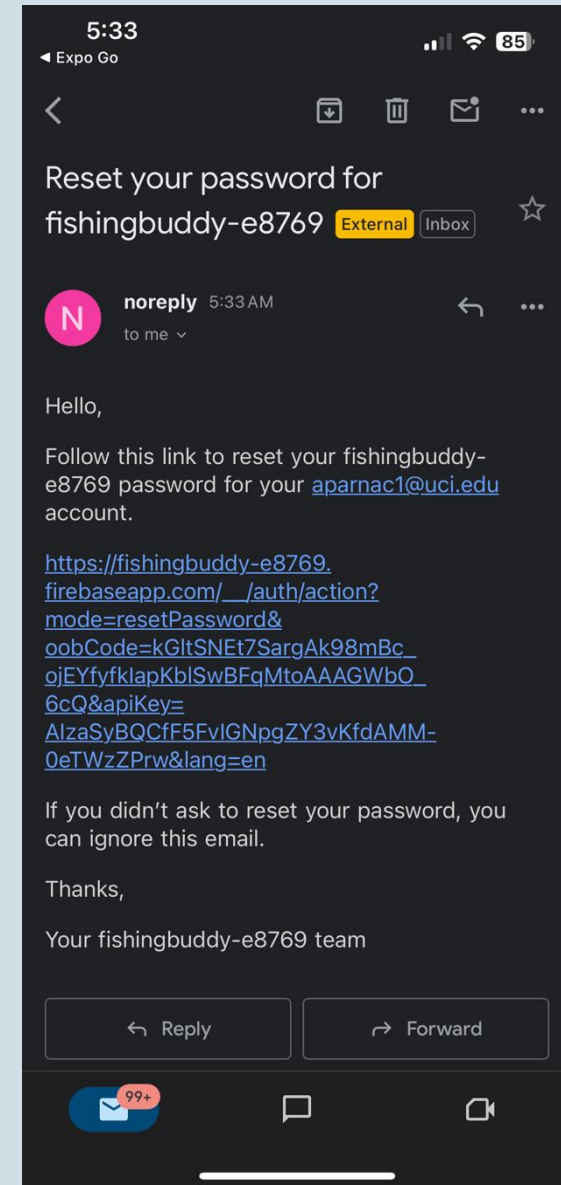 5:33
85
◀ Expo Go
Reset your password for
fishingbuddy-e8769 External Inbox
N
noreply 5:33 AM
to me
Hello,
Follow this link to reset your fishingbuddy-
e8769 password for your aparnac1@uci.edu
account.
https://fishingbuddy-e8769.
firebaseapp.com/__/auth/action?
mode=resetPassword&
oobCode=kGltSNEt7SargAk98mBc_
ojEYfyfklapKblSwBFqMtoAAAGWbO_
6cQ&apiKey=
AIzaSyBQCfF5FvIGNpgZY3vKfdAMM-
0eTWzZPrw&lang=en
If you didn’t ask to reset your password, you
can ignore this email.
Thanks,
Your fishingbuddy-e8769 team
Reply
Forward
99+